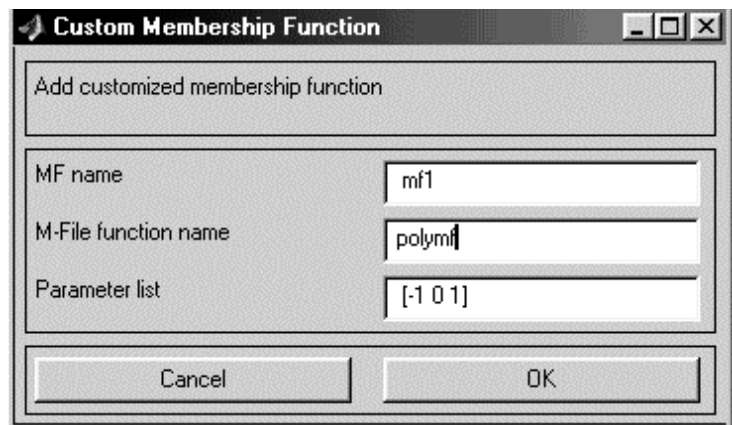 Custom Membership Function
Add customized membership function
MF name
mf1
M-File function name
polymf
Parameter list
[-1 0 1]
Cancel
OK